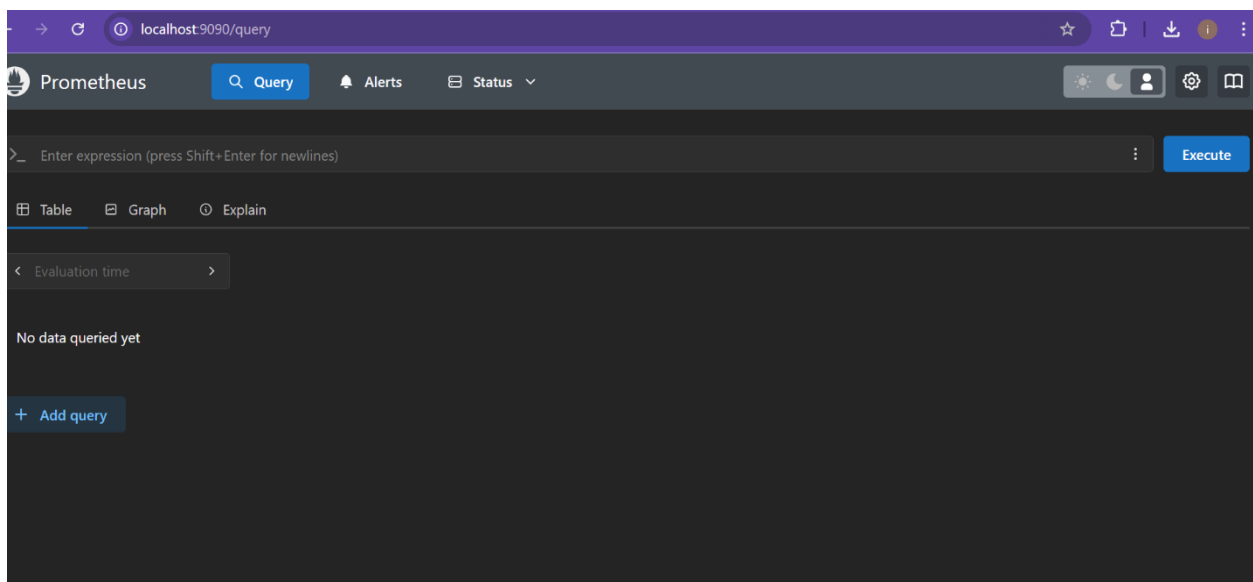 localhost:9090/query
i
Prometheus Query Alerts Status
>_ Enter expression (press Shift+Enter for newlines) Execute
Table Graph Explain
Evaluation time
No data queried yet
+ Add query